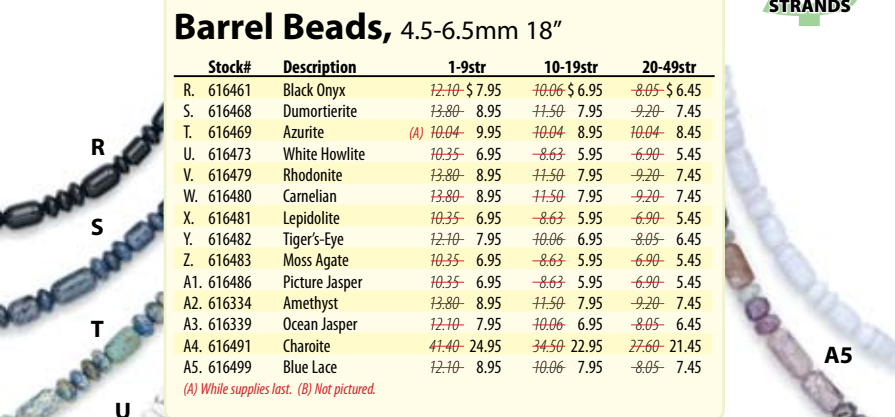 STRANDS
Barrel Beads, 4.5-6.5mm 18”
Stock# Description 1-9str 10-19str 20-49str
R. 616461 Black Onyx 12.10 $ 7.95 10.06 $ 6.95 8.05 $ 6.45
S. 616468 Dumortierite 13.80 8.95 11.50 7.95 9.20 7.45
T. 616469 Azurite (A) 10.04 9.95 10.04 8.95 10.04 8.45
U. 616473 White Howlite 10.35 6.95 8.63 5.95 6.90 5.45
V. 616479 Rhodonite 13.80 8.95 11.50 7.95 9.20 7.45
W. 616480 Carnelian 13.80 8.95 11.50 7.95 9.20 7.45
X. 616481 Lepidolite 10.35 6.95 8.63 5.95 6.90 5.45
Y. 616482 Tiger’s-Eye 12.10 7.95 10.06 6.95 8.05 6.45
Z. 616483 Moss Agate 10.35 6.95 8.63 5.95 6.90 5.45
A1. 616486 Picture Jasper 10.35 6.95 8.63 5.95 6.90 5.45
A2. 616334 Amethyst 13.80 8.95 11.50 7.95 9.20 7.45
A3. 616339 Ocean Jasper 12.10 7.95 10.06 6.95 8.05 6.45
A4. 616491 Charoite 41.40 24.95 34.50 22.95 27.60 21.45
A5. 616499 Blue Lace 12.10 8.95 10.06 7.95 8.05 7.45
(A) While supplies last. (B) Not pictured.
R
S
T
U
A5